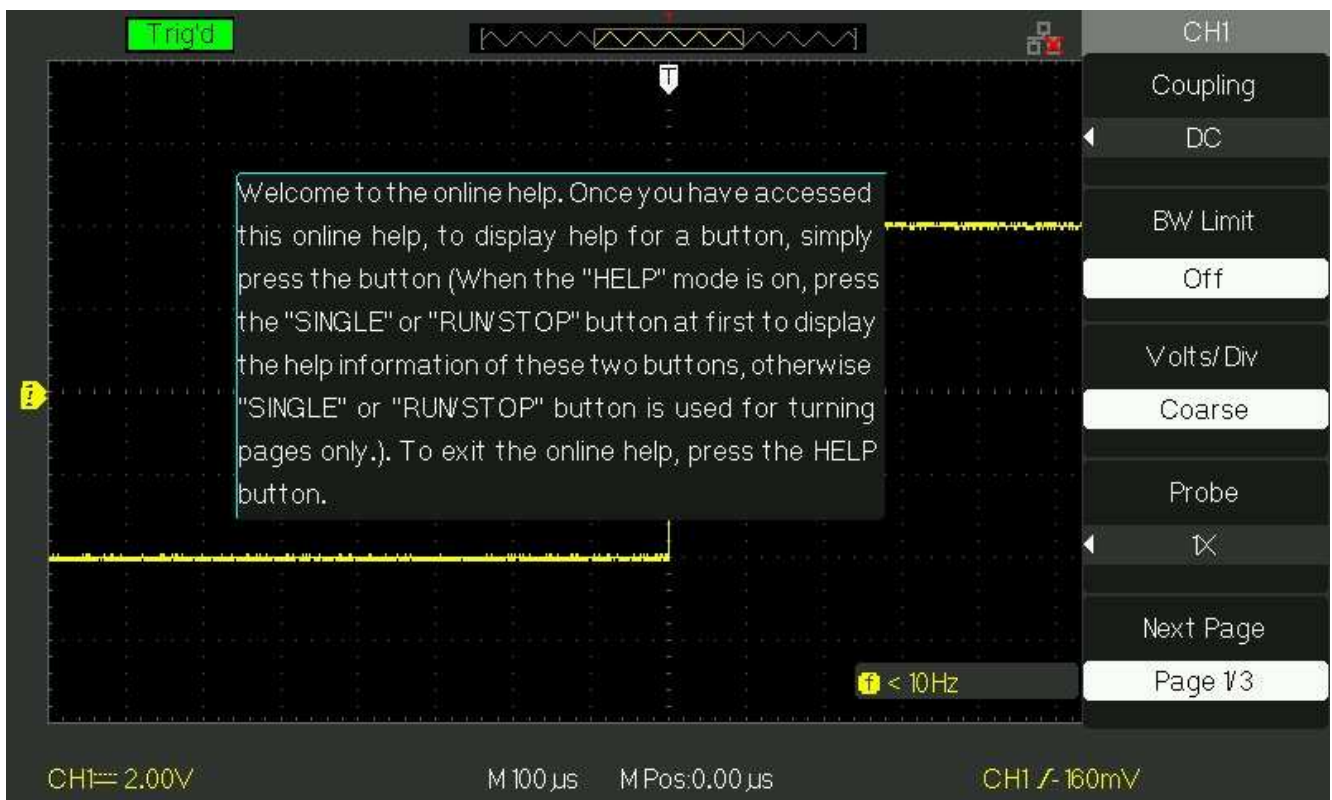 Trig'd
T
CH1
Coupling
DC
BW Limit
Off
Volts/Div
Coarse
Probe
1X
Next Page
Page 1/3
Welcome to the online help. Once you have accessed
this online help, to display help for a button, simply
press the button (When the "HELP" mode is on, press
the "SINGLE" or "RUN/STOP" button at first to display
the help information of these two buttons, otherwise
"SINGLE" or "RUN/STOP" button is used for turning
pages only.). To exit the online help, press the HELP
button.
f < 10Hz
CH1 2.00V
M 100 µs
M Pos:0.00 µs
CH1 -160mV